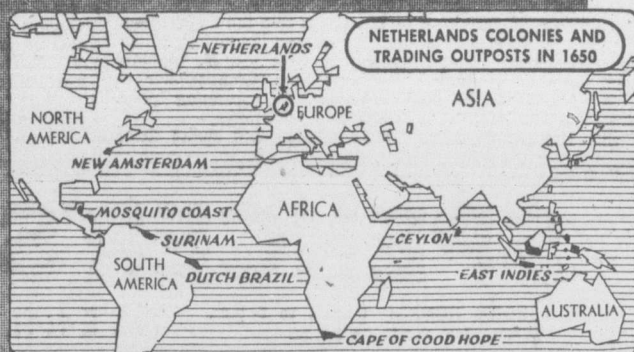 NETHERLANDS COLONIES AND
TRADING OUTPOSTS IN 1650
NETHERLANDS
NORTH
AMERICA
EUROPE
ASIA
NEW AMSTERDAM
MOSQUITO COAST
AFRICA
SURINAM
CEYLON
SOUTH
AMERICA
DUTCH BRAZIL
EAST INDIES
AUSTRALIA
CAPE OF GOOD HOPE